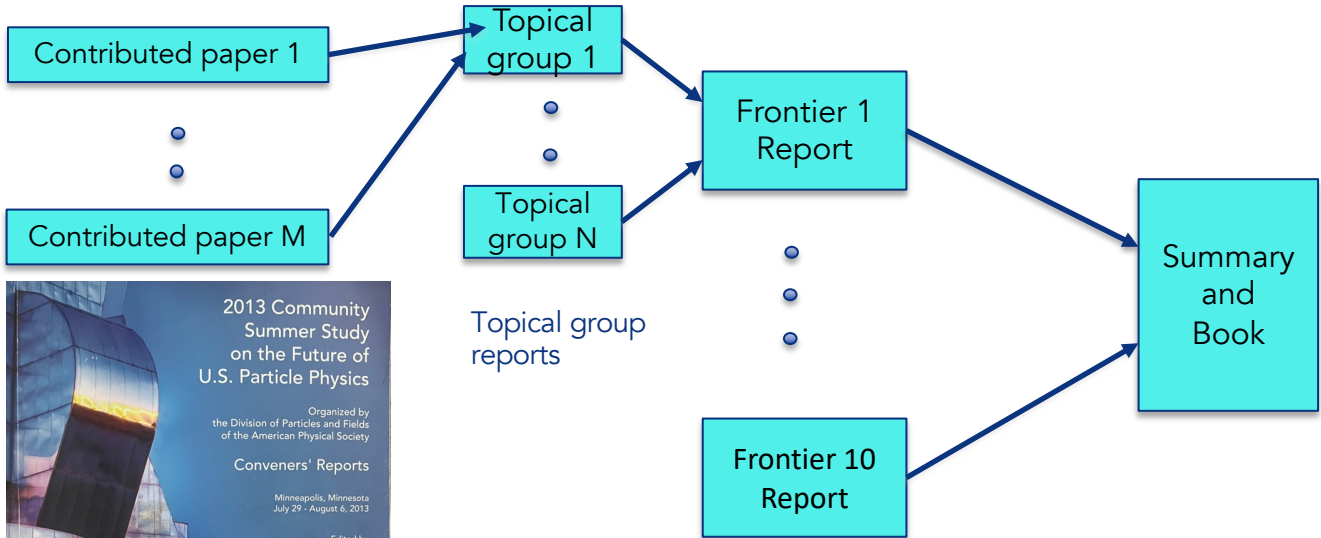 Contributed paper 1
Contributed paper M
Topical
group 1
Topical
group N
Topical group
reports
Frontier 1
Report
Frontier 10
Report
Summary
and
Book
2013 Community
Summer Study
on the Future of
U.S. Particle Physics
Organized by
the Division of Particles and Fields
of the American Physical Society
Conveners' Reports
Minneapolis, Minnesota
July 29 - August 6, 2013